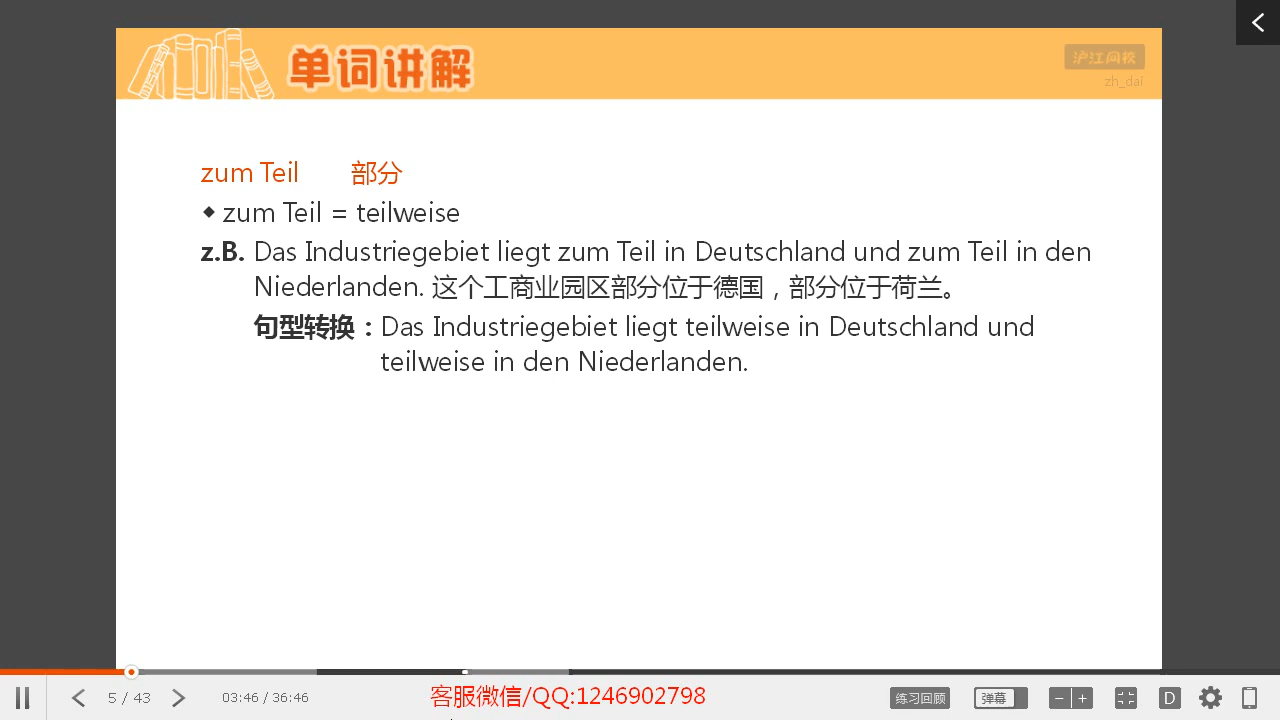 单词讲解
沪江网校
zh_dai
zum Teil 部分
◆ zum Teil = teilweise
z.B. Das Industriegebiet liegt zum Teil in Deutschland und zum Teil in den
Niederlanden. 这个工商业园区部分位于德国，部分位于荷兰。
句型转换：Das Industriegebiet liegt teilweise in Deutschland und
teilweise in den Niederlanden.
5 / 43
03:46 / 36:46
客服微信/QQ:1246902798
练习回顾
弹幕
D